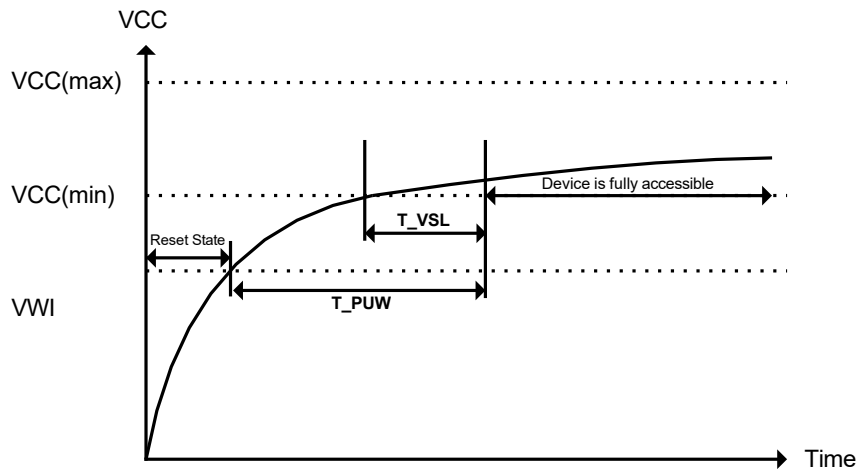 VCC
VCC(max)
VCC(min)
Device is fully accessible
T_VSL
Reset State
T_PUW
VWI
Time